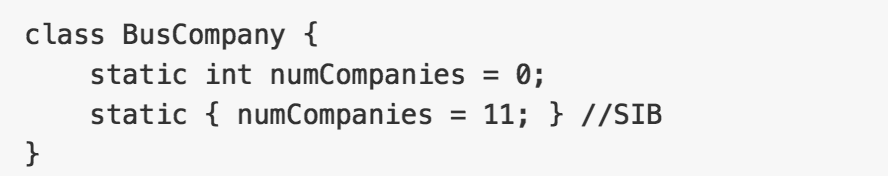 class BusCompany {
    static int numCompanies = 0;
    static { numCompanies = 11; } //SIB
}